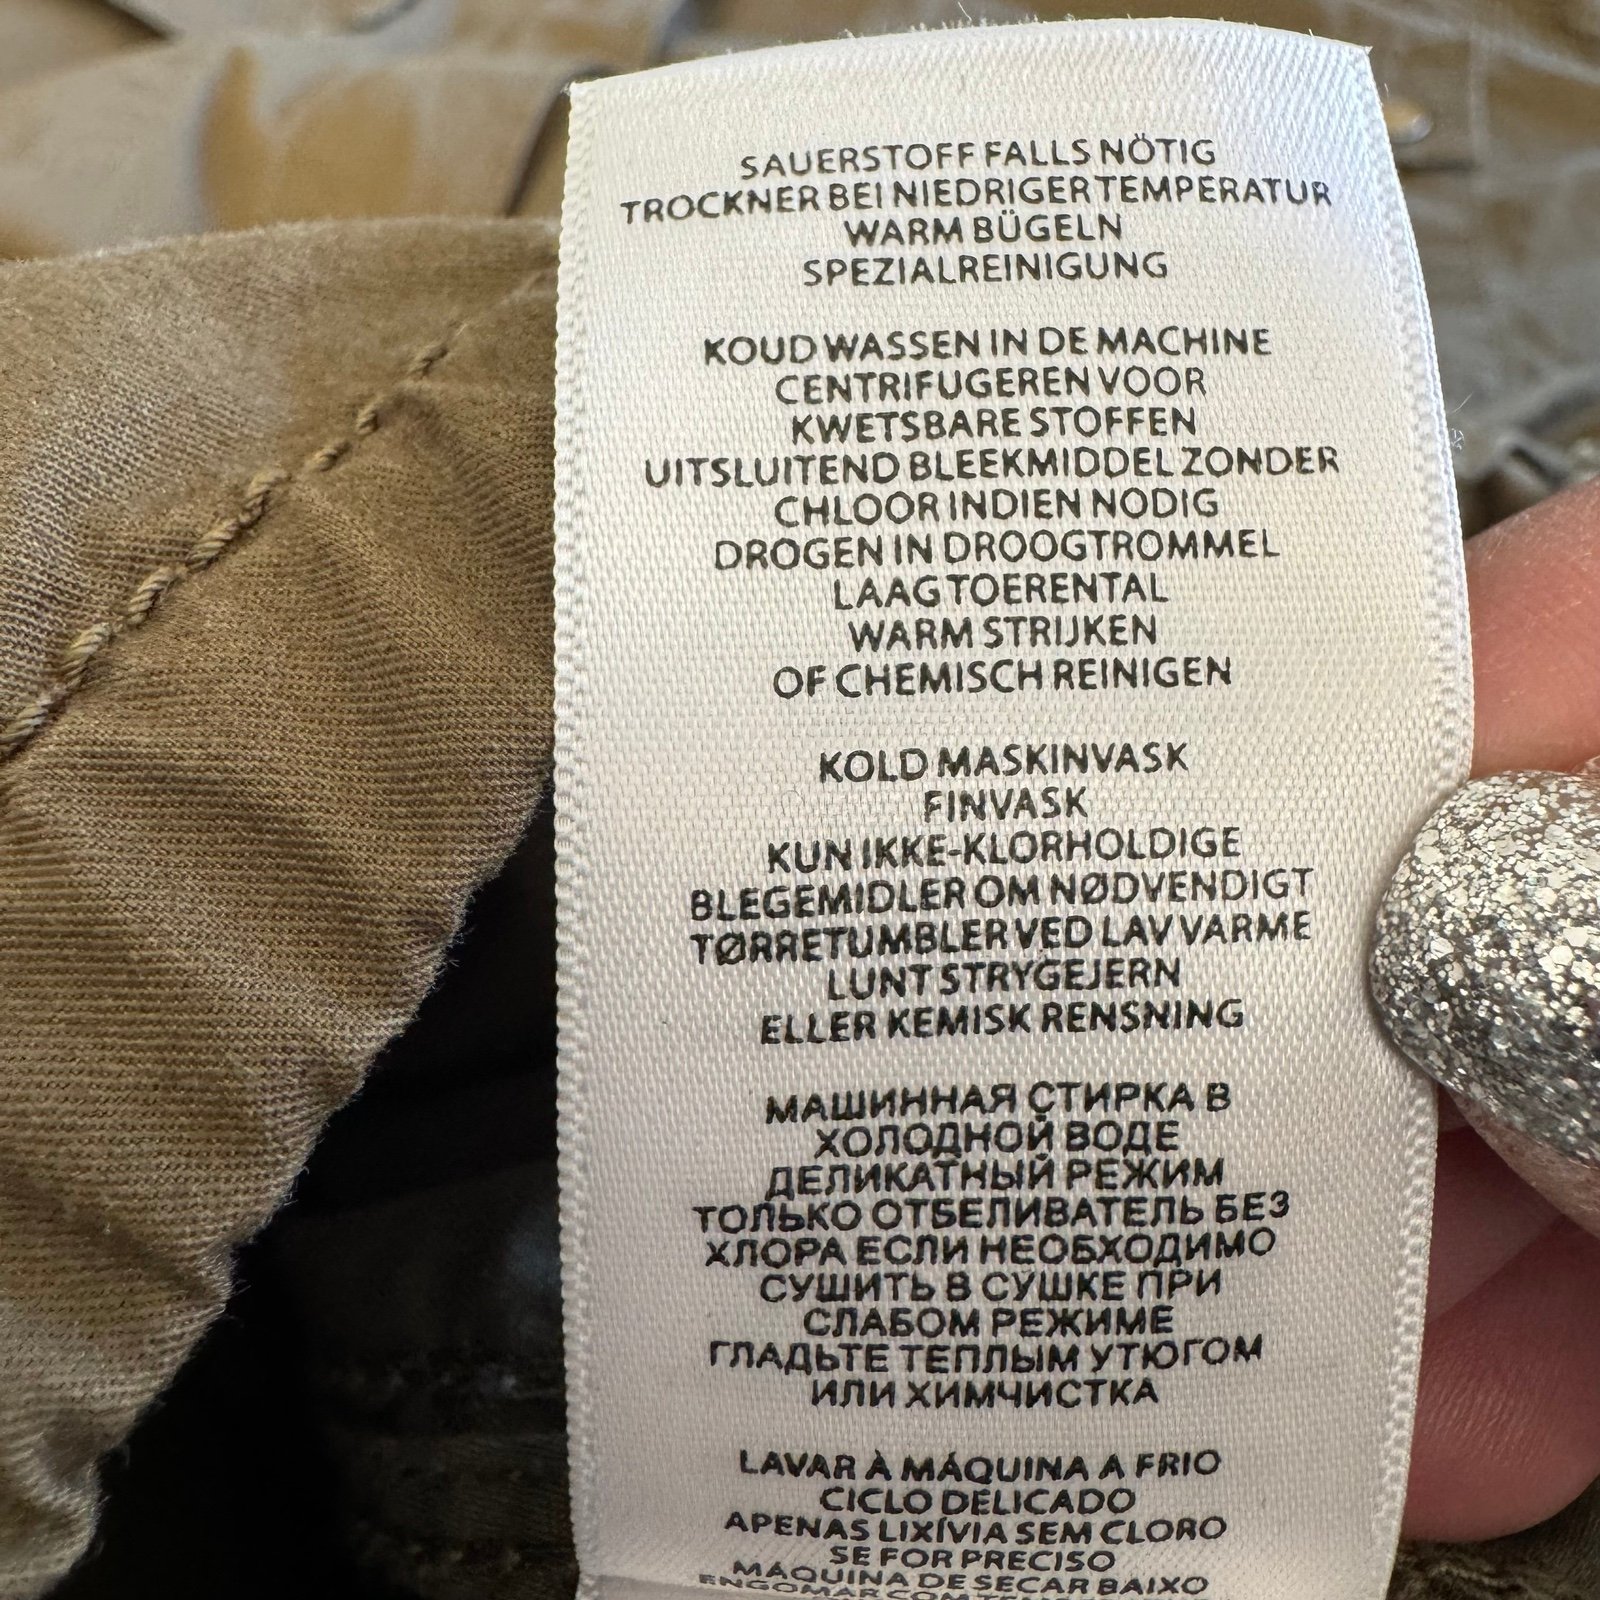 SAUERSTOFF FALLS NÖTIG
TROCKNER BEI NIEDRIGER TEMPERATUR
WARM BÜGELN
SPEZIALREINIGUNG
KOUD WASSEN IN DE MACHINE
CENTRIFUGEREN VOOR
KWETSBARE STOFFEN
UITSLUITEND BLEEKMIDDEL ZONDER
CHLOOR INDIEN NODIG
DROGEN IN DROOGTROMMEL
LAAG TOERENTAL
WARM STRIJKEN
OF CHEMISCH REINIGEN
KOLD MASKINVASK
FINVASK
KUN IKKE-KLORHOLDIGE
BLEGEMIDLER OM NØDVENDIGT
TØRRETUMBLER VED LAV VARME
LUNT STRYGEJERN
ELLER KEMISK RENSNING
МАШИННАЯ СТИРКА В
ХОЛОДНОЙ ВОДЕ
ДЕЛИКАТНЫЙ РЕЖИМ
ТОЛЬКО ОТБЕЛИВАТЕЛЬ БЕЗ
ХЛОРА ЕСЛИ НЕОБХОДИМО
СУШИТЬ В СУШКЕ ПРИ
СЛАБОМ РЕЖИМЕ
ГЛАДЬТЕ ТЕПЛЫМ УТЮГОМ
ИЛИ ХИМЧИСТКА
LAVAR À MÁQUINA A FRIO
CICLO DELICADO
APENAS LIXÍVIA SEM CLORO
SE FOR PRECISO
MÁQUINA DE SECAR BAIXO
ENGOMAR COM